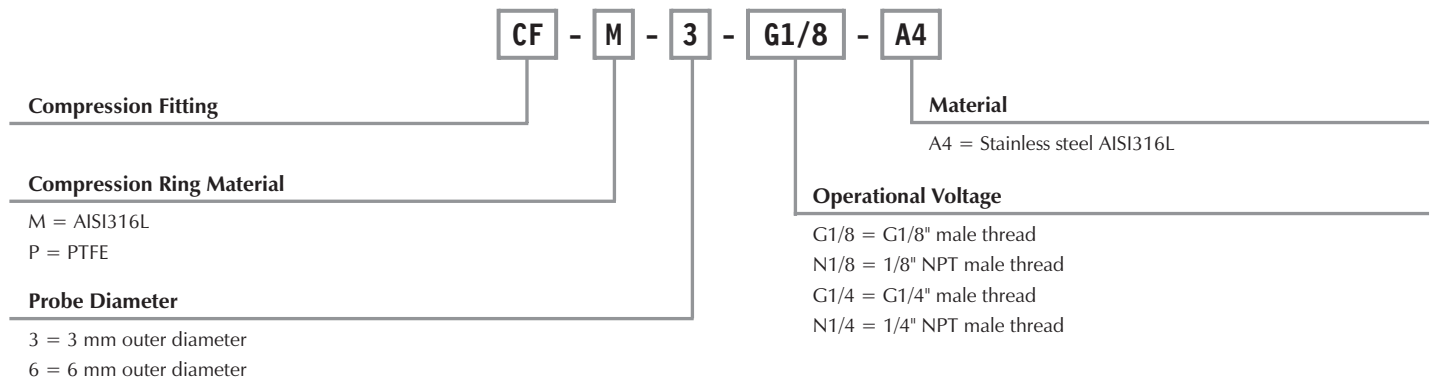 CF - M - 3 - G1/8 - A4
Compression Fitting
Compression Ring Material
M = AISI316L
P = PTFE
Probe Diameter
3 = 3 mm outer diameter
6 = 6 mm outer diameter
Material
A4 = Stainless steel AISI316L
Operational Voltage
G1/8 = G1/8" male thread
N1/8 = 1/8" NPT male thread
G1/4 = G1/4" male thread
N1/4 = 1/4" NPT male thread